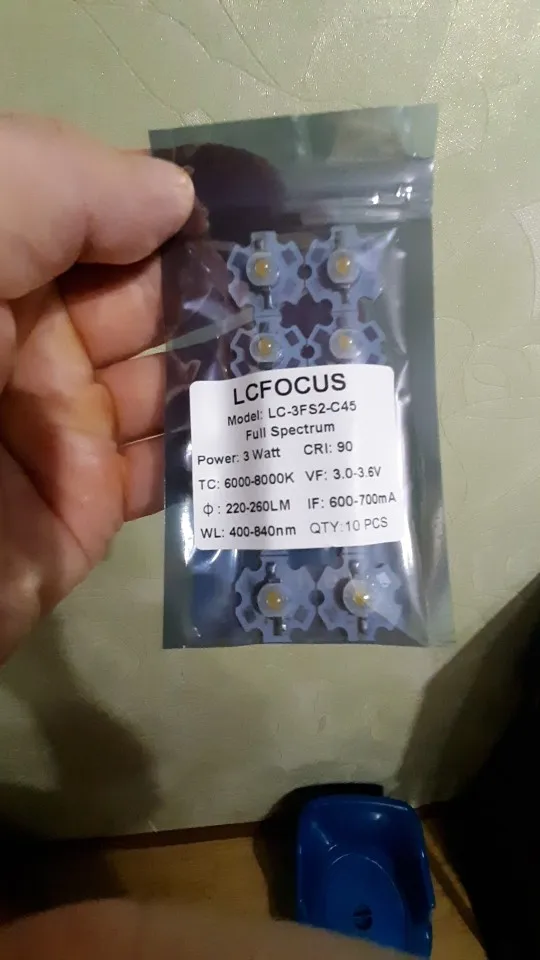 LCFOCUS
Model: LC-3FS2-C45
Full Spectrum
Power: 3 Watt CRI: 90
TC: 6000-8000K VF: 3.0-3.6V
Φ : 220-260LM IF: 600-700mA
WL: 400-840nm QTY:10 PCS